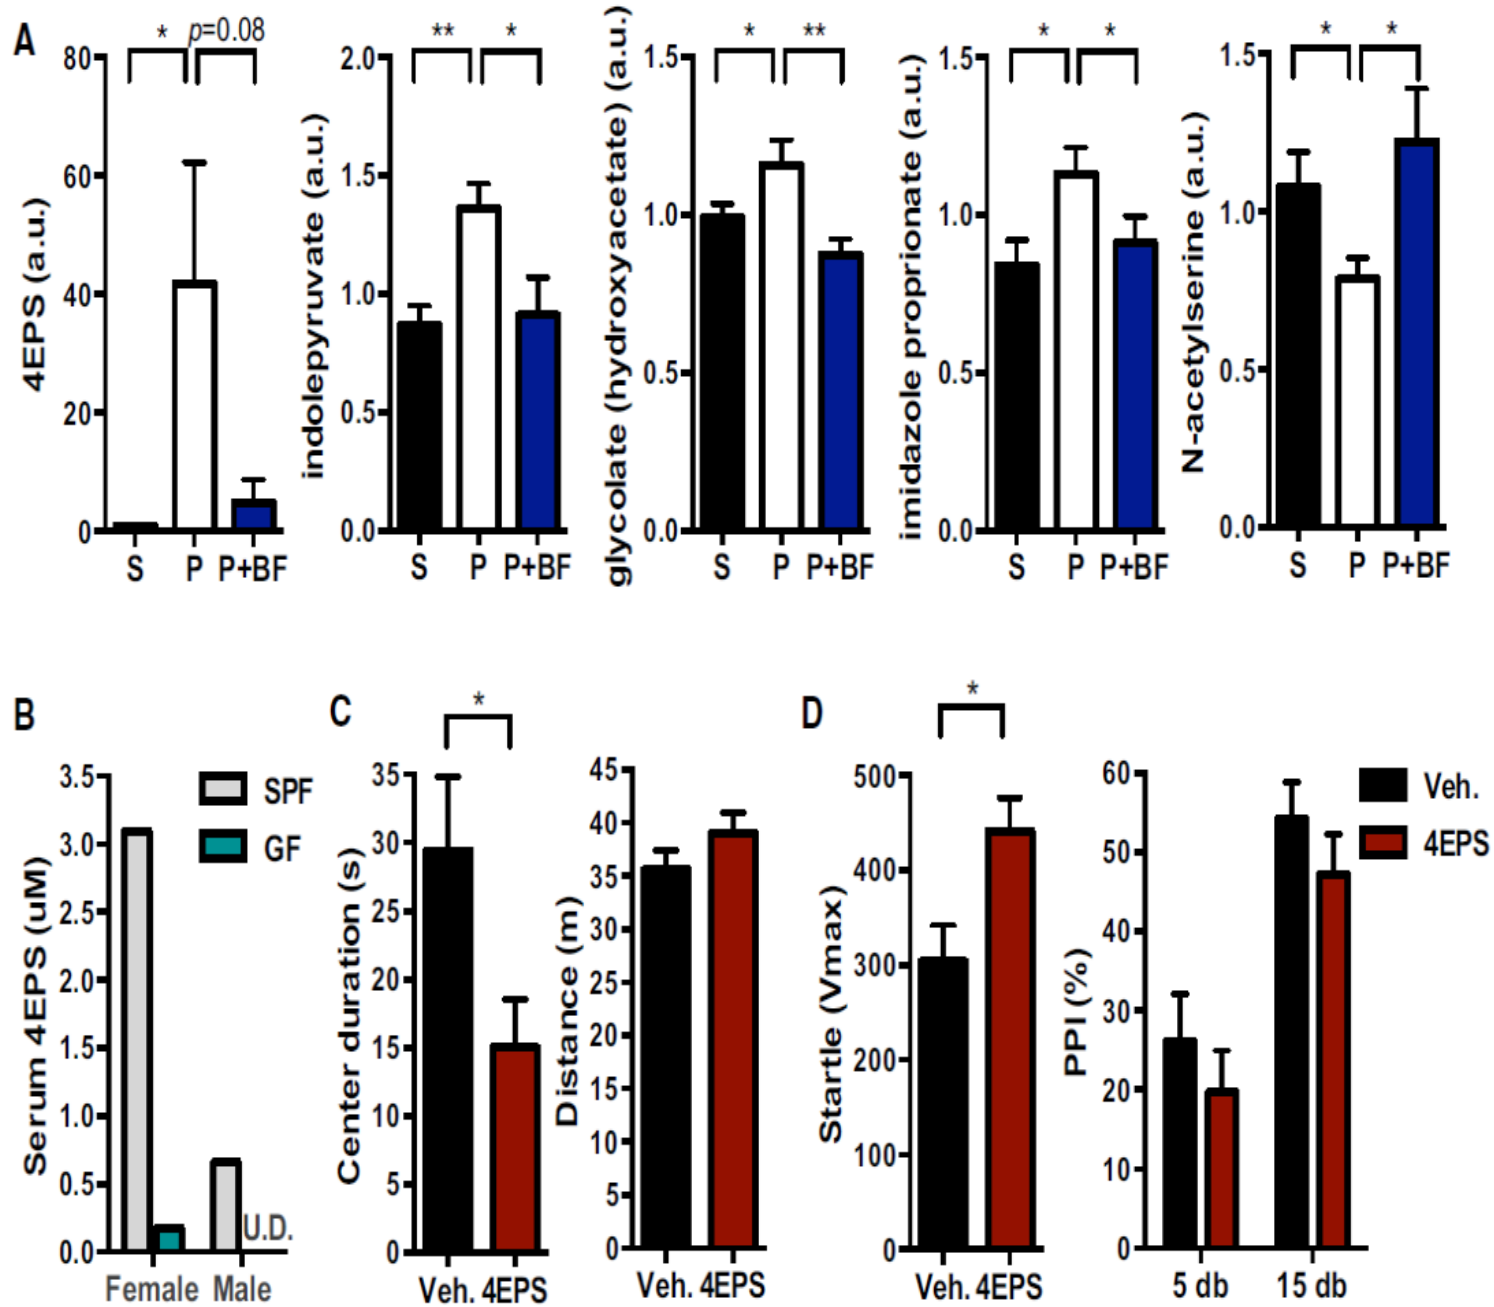 A
* p=0.08
80
60
40
20
0
4EPS (a.u.)
S P P+BF
** *
2.0
1.5
1.0
0.5
0.0
indolepyruvate (a.u.)
S P P+BF
* **
1.5
1.0
0.5
0.0
glycolate (hydroxyacetate) (a.u.)
S P P+BF
* *
1.5
1.0
0.5
0.0
imidazole proprionate (a.u.)
S P P+BF
* *
1.5
1.0
0.5
0.0
N-acetylserine (a.u.)
S P P+BF
B
3.5
3.0
2.5
2.0
1.5
1.0
0.5
0.0
Serum 4EPS (uM)
SPF
GF
U.D.
Female Male
C
*
35
30
25
20
15
10
5
0
Center duration (s)
Veh. 4EPS
45
40
35
30
25
20
15
10
5
0
Distance (m)
Veh. 4EPS
D
*
500
400
300
200
100
0
Startle (Vmax)
Veh. 4EPS
60
50
40
30
20
10
0
PPI (%)
5 db 15 db
Veh.
4EPS